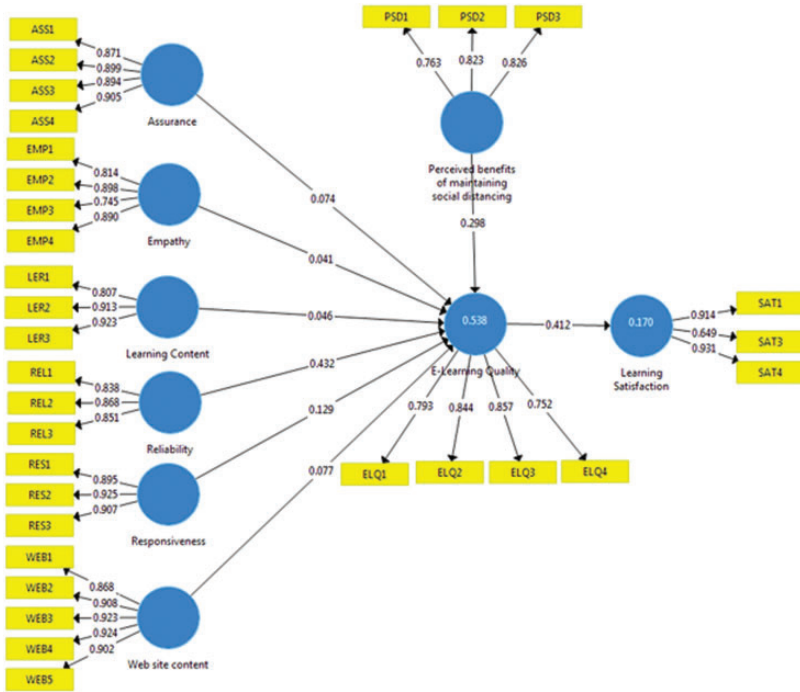 PSD1
PSD2
PSD3
0.763
0.823
0.826
Perceived benefits
of maintaining
social distancing
0.298
ASS1
ASS2
ASS3
ASS4
0.871
0.899
0.894
0.905
Assurance
0.074
EMP1
EMP2
EMP3
EMP4
0.814
0.898
0.745
0.890
Empathy
0.041
LER1
LER2
LER3
0.807
0.913
0.923
Learning Content
0.046
REL1
REL2
REL3
0.838
0.868
0.851
Reliability
0.432
RES1
RES2
RES3
0.895
0.925
0.907
Responsiveness
0.129
WEB1
WEB2
WEB3
WEB4
WEB5
0.868
0.908
0.923
0.924
0.902
Web site content
0.077
0.538
E-Learning Quality
0.793
0.844
0.857
0.752
ELQ1
ELQ2
ELQ3
ELQ4
0.412
0.170
Learning
Satisfaction
0.914
0.649
0.931
SAT1
SAT3
SAT4